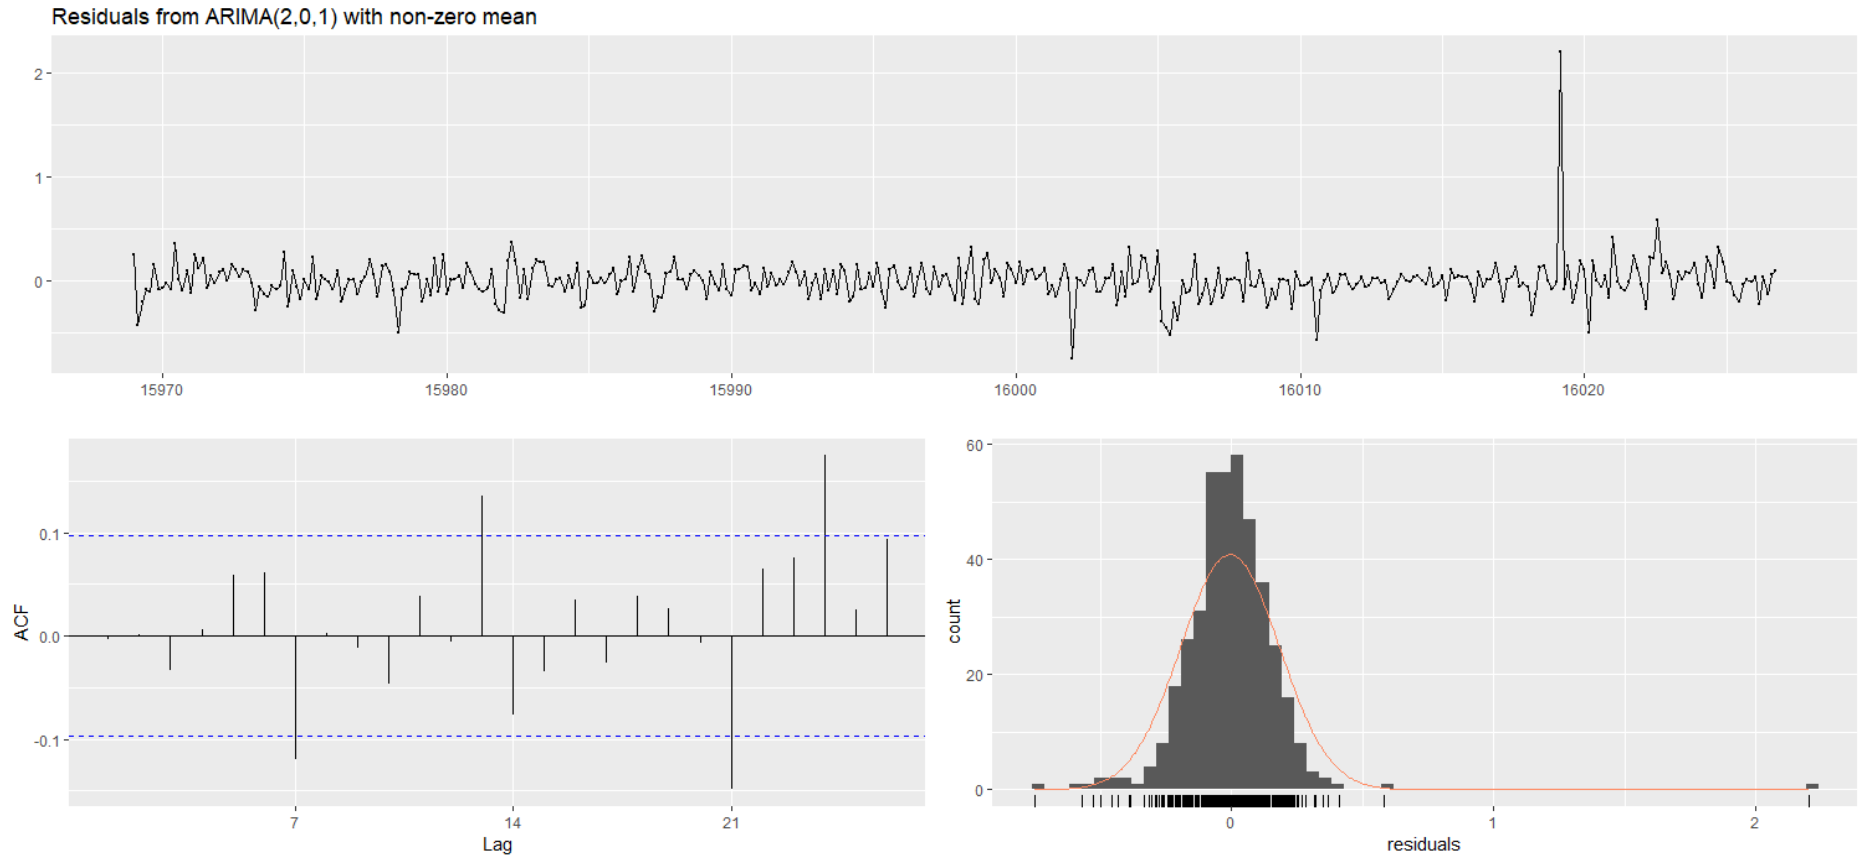 Residuals from ARIMA(2,0,1) with non-zero mean
2
1
0
15970 15980 15990 16000 16010 16020
ACF
0.1
0.0
-0.1
7 14 21
Lag
count
60
40
20
0
0 1 2
residuals